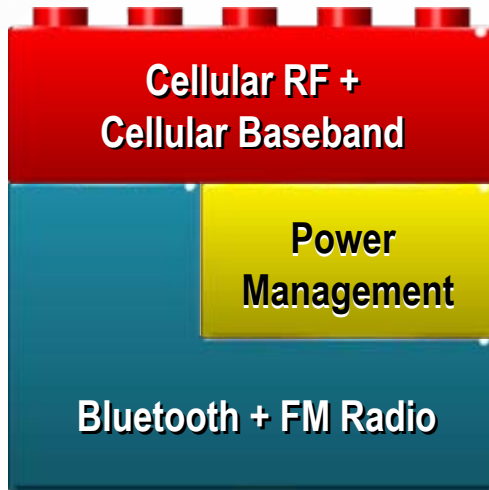 Cellular RF +
Cellular Baseband
Power
Management
Bluetooth + FM Radio